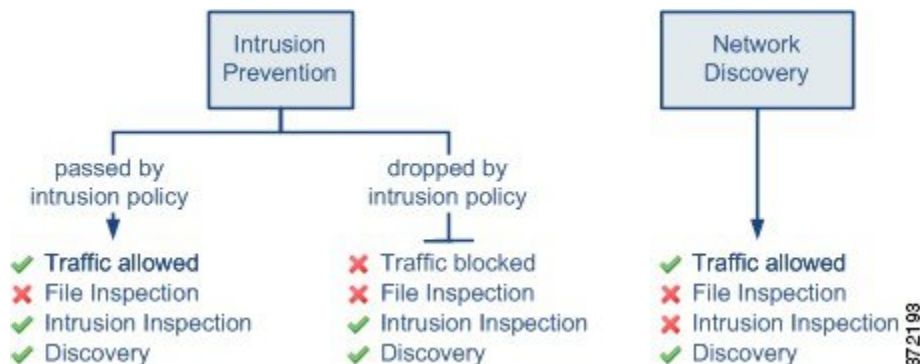 Intrusion
Prevention
Network
Discovery
passed by
intrusion policy
dropped by
intrusion policy
Traffic allowed
File Inspection
Intrusion Inspection
Discovery
Traffic blocked
File Inspection
Intrusion Inspection
Discovery
Traffic allowed
File Inspection
Intrusion Inspection
Discovery
372193